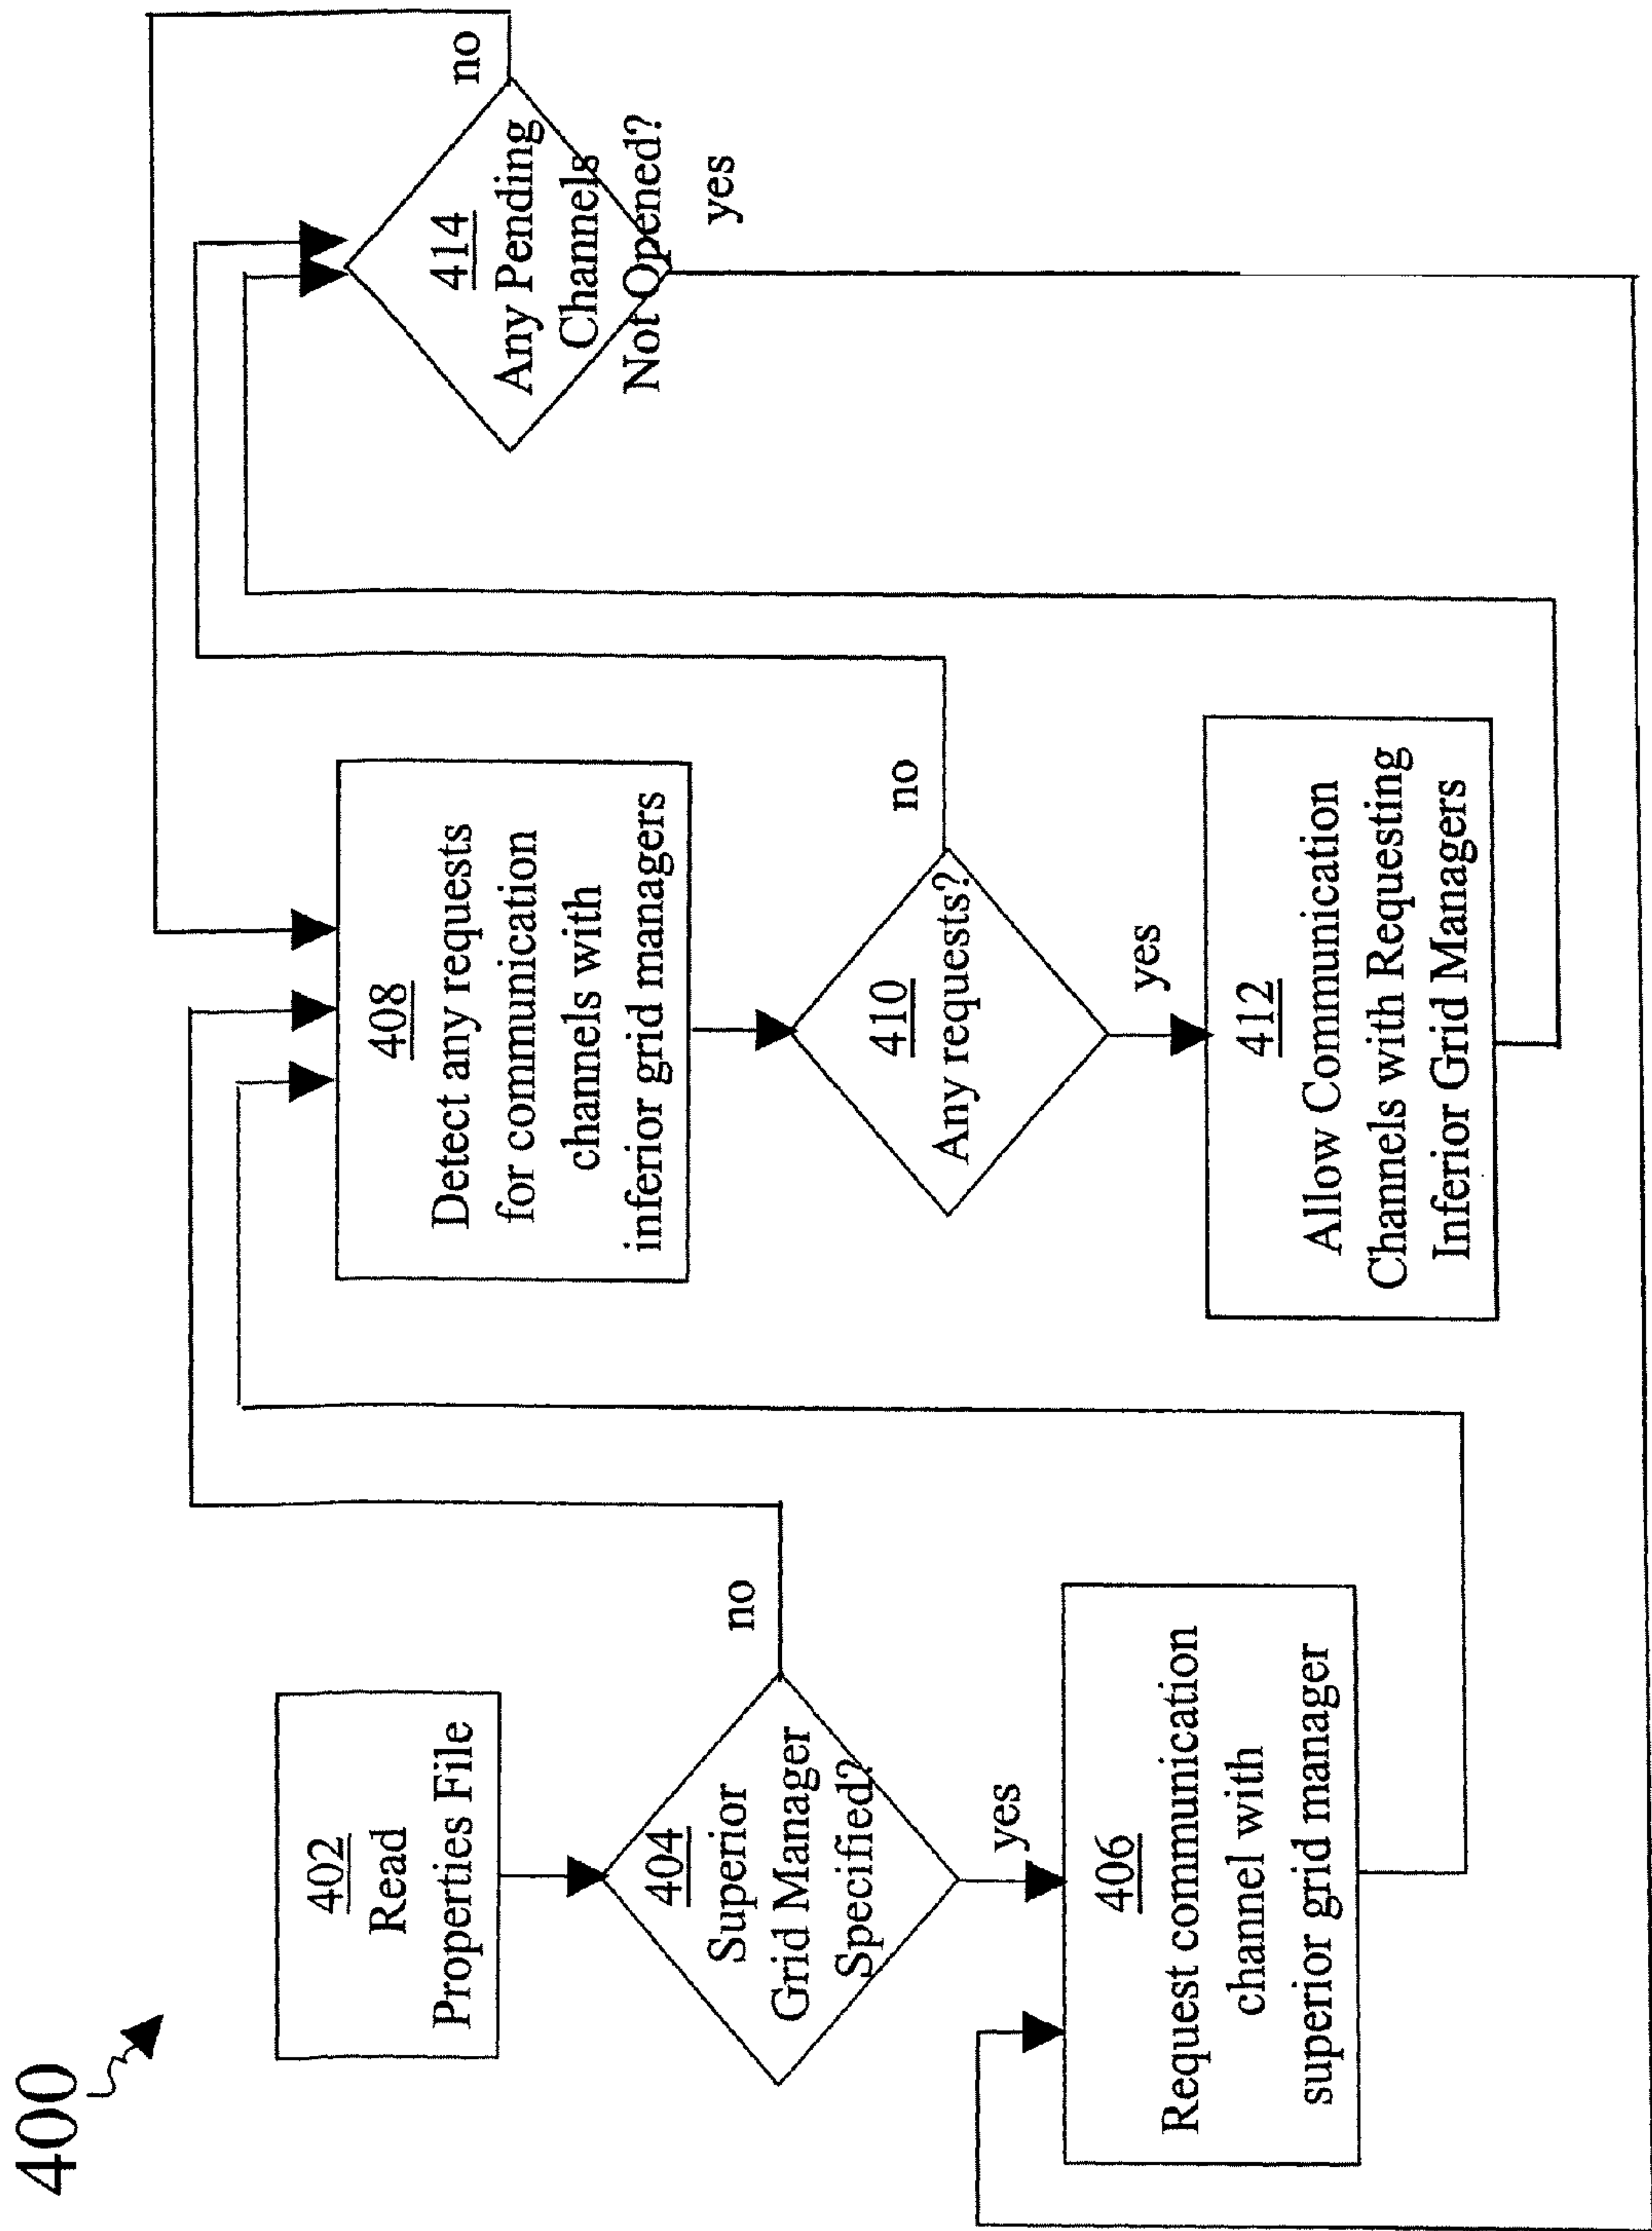 400
402
Read
Properties File
404
Superior
Grid Manager
Specified?
no
yes
406
Request communication
channel with
superior grid manager
408
Detect any requests
for communication
channels with
inferior grid managers
410
Any requests?
no
yes
412
Allow Communication
Channels with Requesting
Inferior Grid Managers
414
Any Pending
Channels
Not Opened?
no
yes